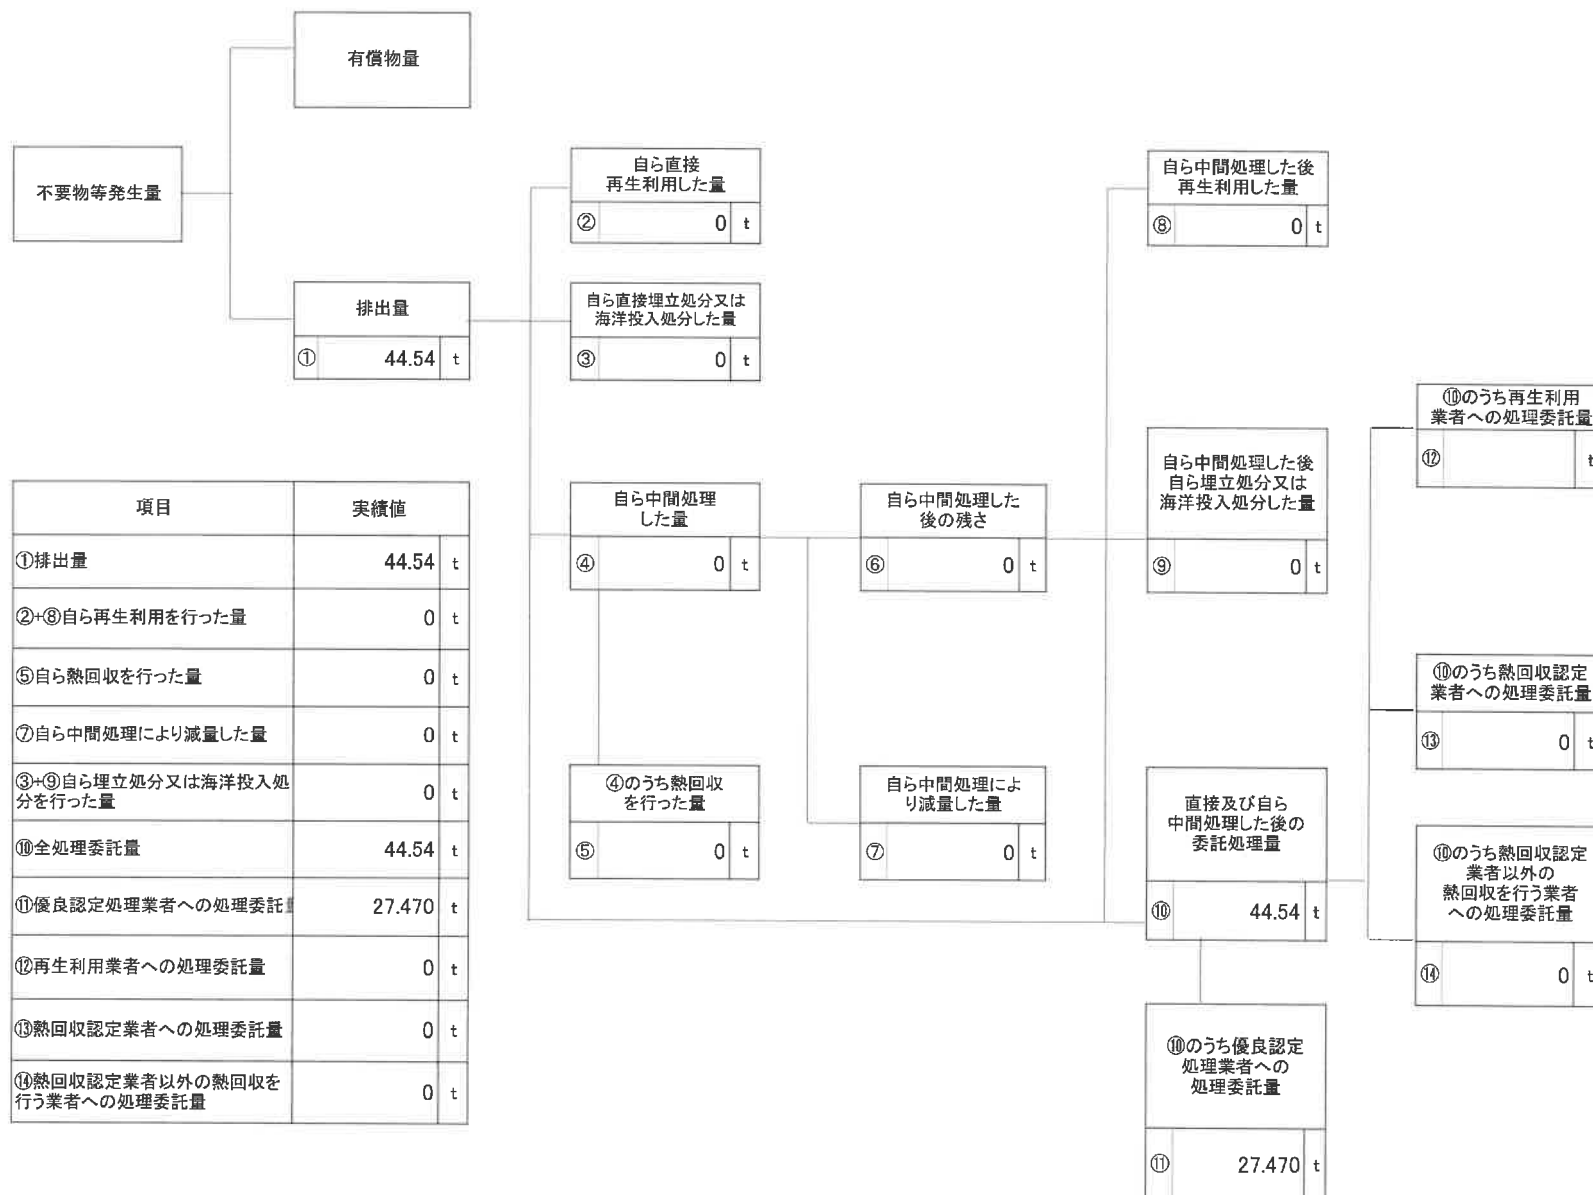 有償物量
不要物等発生量
排出量
① 44.54 t
自ら直接
再生利用した量
② 0 t
自ら直接埋立処分又は
海洋投入処分した量
③ 0 t
自ら中間処理
した量
④ 0 t
④のうち熱回収
を行った量
⑤ 0 t
自ら中間処理した
後の残さ
⑥ 0 t
自ら中間処理によ
り減量した量
⑦ 0 t
自ら中間処理した後
再生利用した量
⑧ 0 t
自ら中間処理した後
自ら埋立処分又は
海洋投入処分した量
⑨ 0 t
直接及び自ら
中間処理した後の
委託処理量
⑩ 44.54 t
⑩のうち優良認定
処理業者への
処理委託量
⑪ 27.470 t
⑩のうち再生利用
業者への処理委託量
⑫ t
⑩のうち熱回収認定
業者への処理委託量
⑬ 0 t
⑩のうち熱回収認定
業者以外の
熱回収を行う業者
への処理委託量
⑭ 0 t
項目 実績値
①排出量 44.54 t
②+⑧自ら再生利用を行った量 0 t
⑤自ら熱回収を行った量 0 t
⑦自ら中間処理により減量した量 0 t
③+⑨自ら埋立処分又は海洋投入処
分を行った量 0 t
⑩全処理委託量 44.54 t
⑪優良認定処理業者への処理委託 27.470 t
⑫再生利用業者への処理委託量 0 t
⑬熱回収認定業者への処理委託量 0 t
⑭熱回収認定業者以外の熱回収を
行う業者への処理委託量 0 t